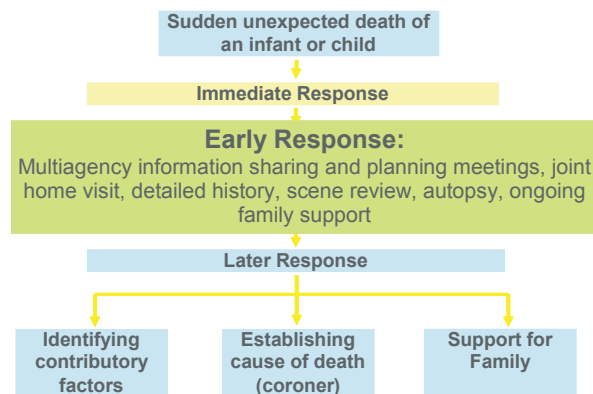 Sudden unexpected death of
an infant or child
Immediate Response
Early Response:
Multiagency information sharing and planning meetings, joint
home visit, detailed history, scene review, autopsy, ongoing
family support
Later Response
Identifying
contributory
factors
Establishing
cause of death
(coroner)
Support for
Family